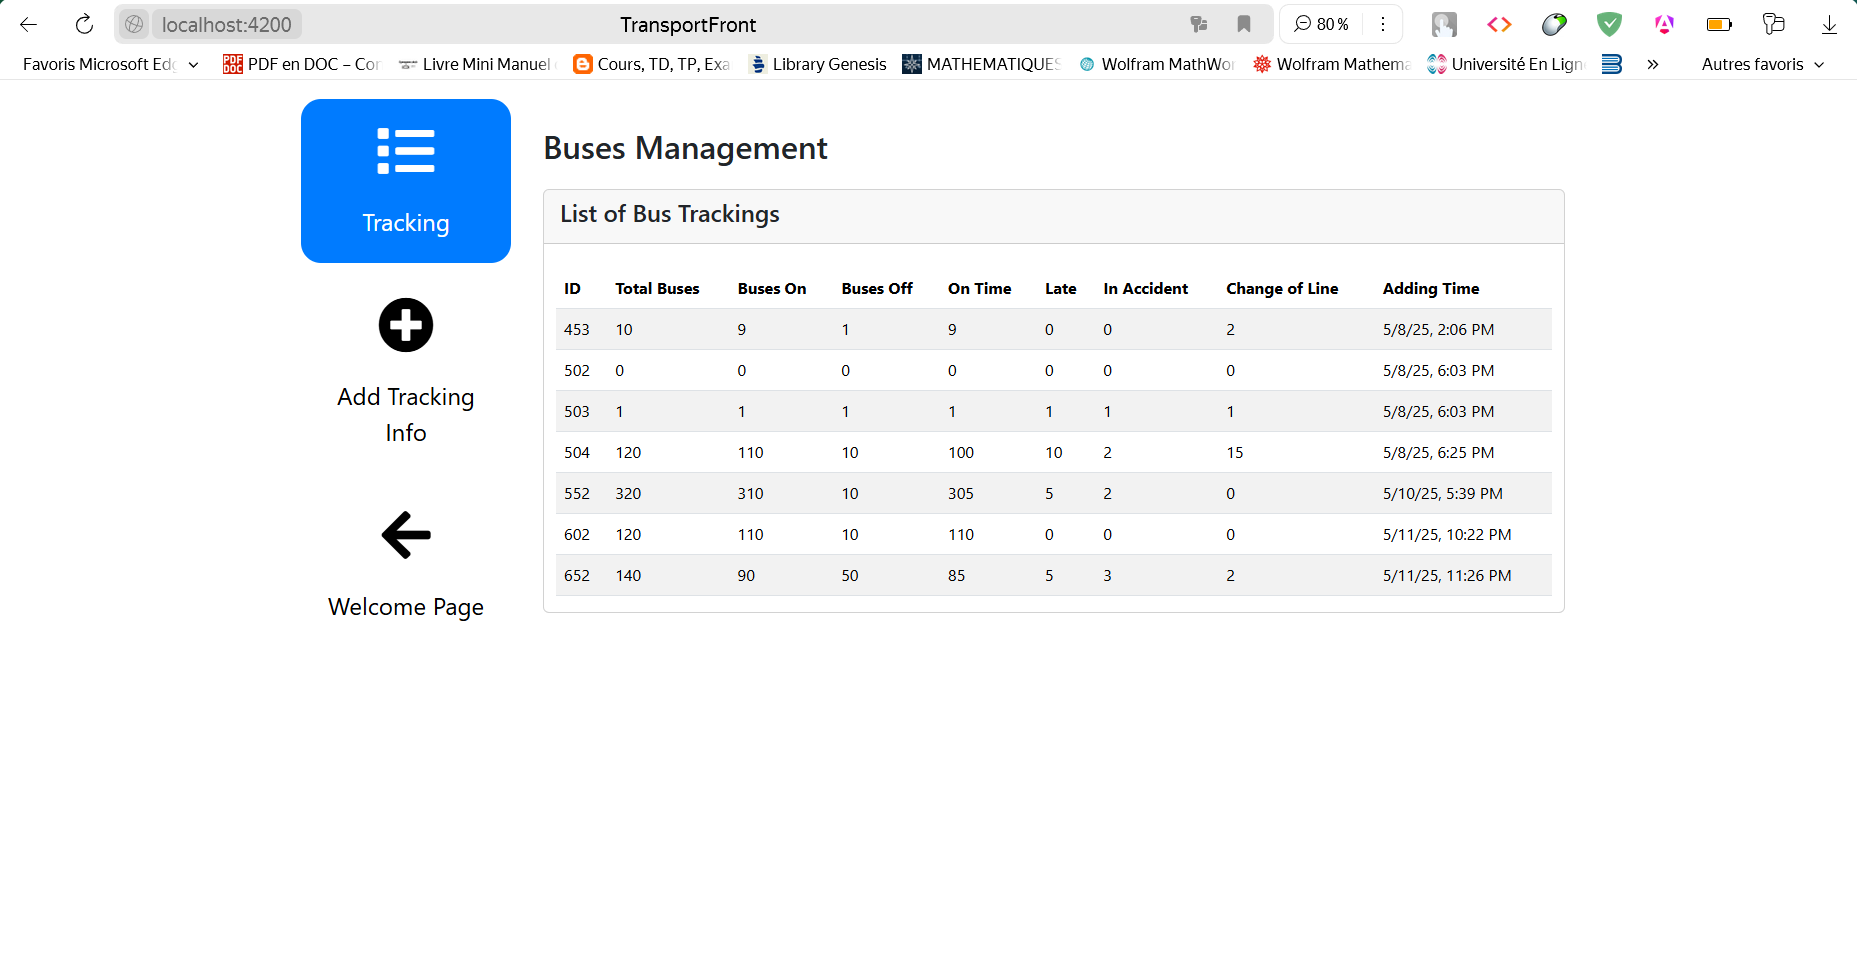 localhost:4200 TransportFront 80 %
Favoris Microsoft Edg PDF en DOC – Con Livre Mini Manuel Cours, TD, TP, Exa Library Genesis MATHEMATIQUES Wolfram MathWor Wolfram Mathema Université En Lign » Autres favoris
Tracking
Add Tracking
Info
Welcome Page
Buses Management
List of Bus Trackings
ID Total Buses Buses On Buses Off On Time Late In Accident Change of Line Adding Time
453 10 9 1 9 0 0 2 5/8/25, 2:06 PM
502 0 0 0 0 0 0 0 5/8/25, 6:03 PM
503 1 1 1 1 1 1 1 5/8/25, 6:03 PM
504 120 110 10 100 10 2 15 5/8/25, 6:25 PM
552 320 310 10 305 5 2 0 5/10/25, 5:39 PM
602 120 110 10 110 0 0 0 5/11/25, 10:22 PM
652 140 90 50 85 5 3 2 5/11/25, 11:26 PM